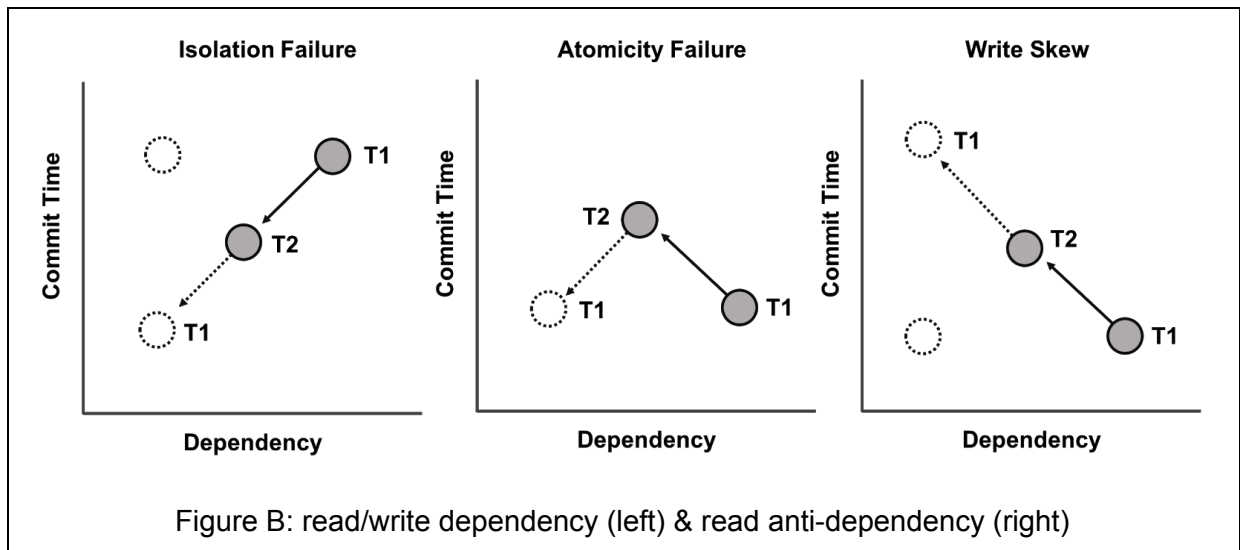 Isolation Failure
Commit Time
T1
T2
T1
Dependency
Atomicity Failure
Commit Time
T2
T1
T1
Dependency
Write Skew
Commit Time
T1
T2
T1
Dependency
Figure B: read/write dependency (left) & read anti-dependency (right)